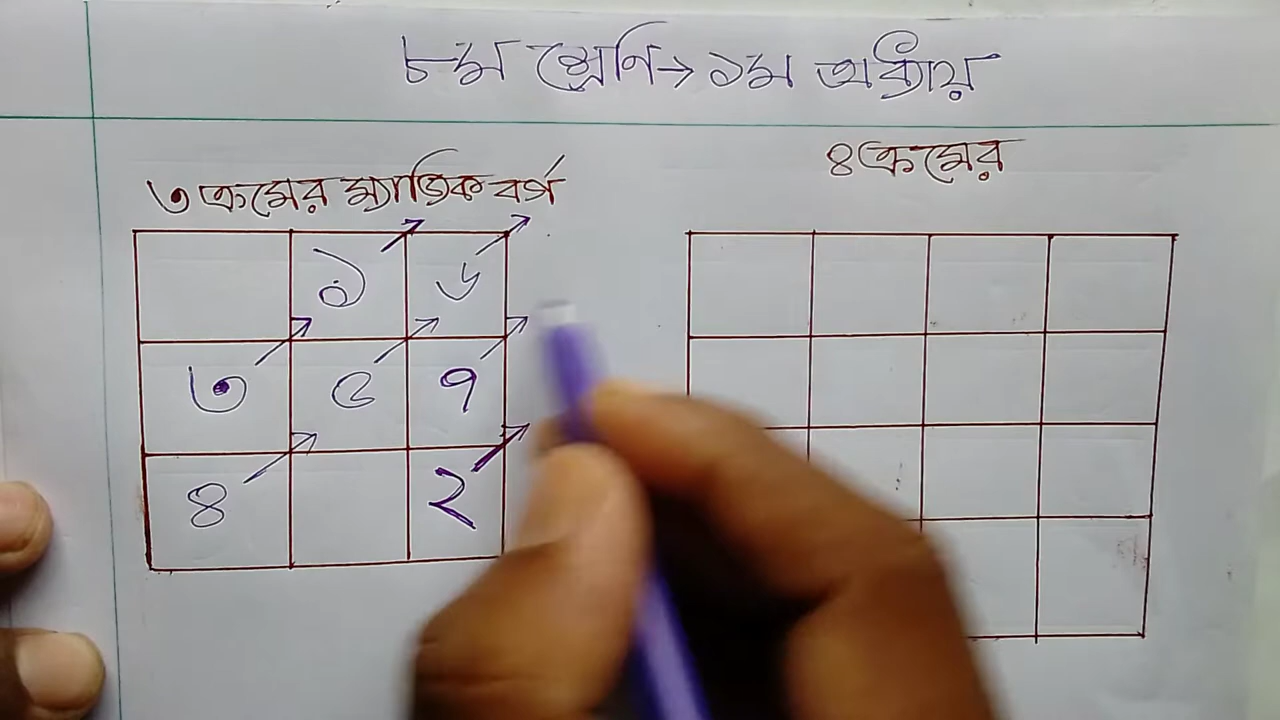 ৮ম শ্রেণি→ ১ম অধ্যায়
৩ ক্রমের ম্যাজিক বর্গ
৪ ক্রমের
১ ৬
৩ ৫ ৭
৪ ২